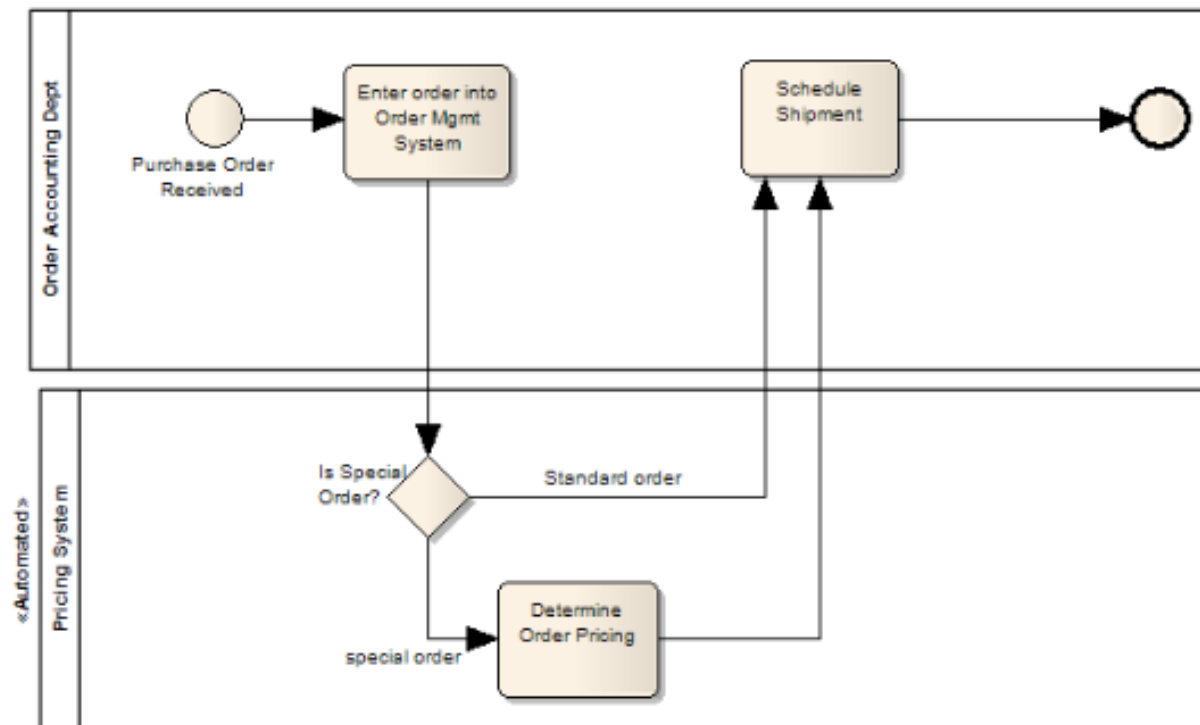 Order Accounting Dept
Purchase Order
Received
Enter order into
Order Mgmt
System
Schedule
Shipment
«Automated»
Pricing System
Is Special
Order?
Standard order
special order
Determine
Order Pricing